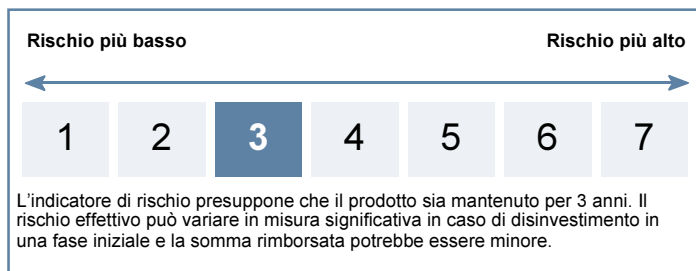 Rischio più basso Rischio più alto
1 2 3 4 5 6 7
L'indicatore di rischio presuppone che il prodotto sia mantenuto per 3 anni. Il
rischio effettivo può variare in misura significativa in caso di disinvestimento in
una fase iniziale e la somma rimborsata potrebbe essere minore.